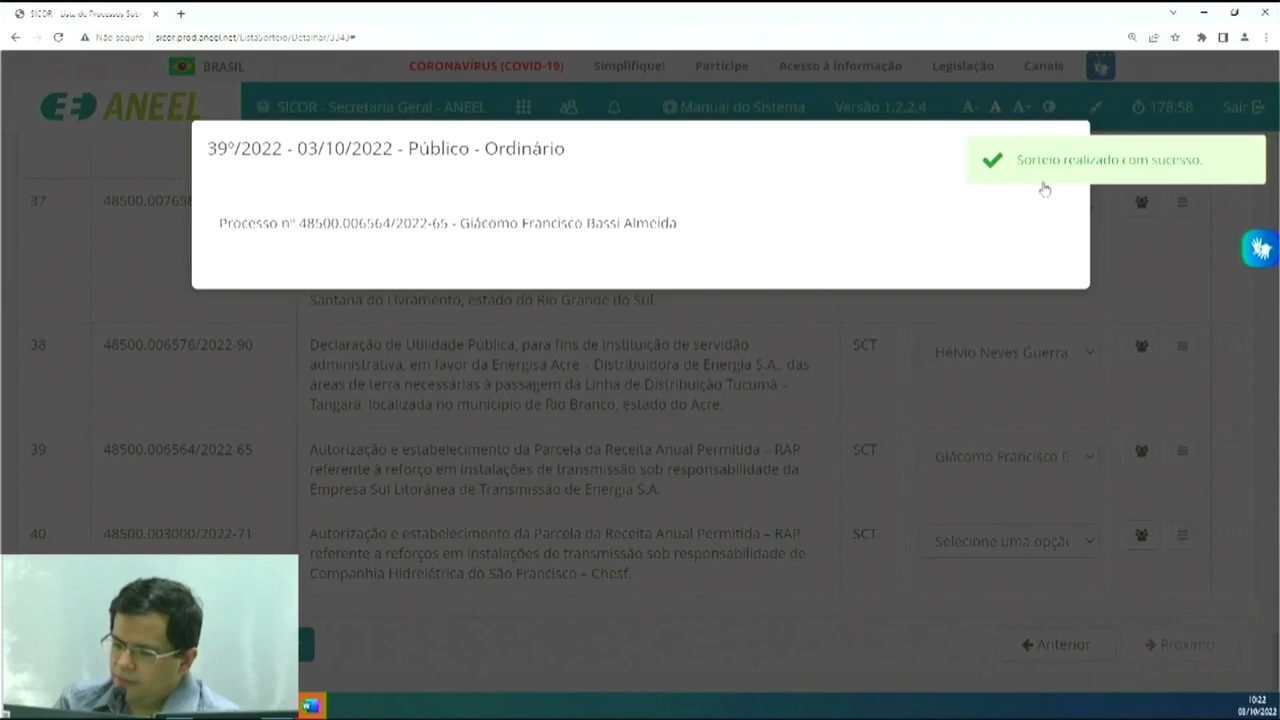 SICOR - Lista de Processos Sort
Não seguro | sicor.prod.aneel.net/ListaSorteio/Detalhar/3343#
BRASIL
CORONAVÍRUS (COVID-19) Simplifique! Participe Acesso à informação Legislação Canais
ANEEL
SICOR - Secretaria Geral - ANEEL Manual do Sistema Versão 1.2.2.4 A- A A+ 178:58 Sair
39º/2022 - 03/10/2022 - Público - Ordinário
Sorteio realizado com sucesso.
Processo nº 48500.006564/2022-65 - Giácomo Francisco Bassi Almeida
37
Santana do Livramento, estado do Rio Grande do Sul.
38 48500.006576/2022-90 Declaração de Utilidade Pública, para fins de instituição de servidão SCT Hélvio Neves Guerra
administrativa, em favor da Energisa Acre - Distribuidora de Energia S.A., das
áreas de terra necessárias à passagem da Linha de Distribuição Tucumã –
Tangará, localizada no município de Rio Branco, estado do Acre.
39 48500.006564/2022-65 Autorização e estabelecimento da Parcela da Receita Anual Permitida – RAP SCT Giácomo Francisco B
referente à reforço em instalações de transmissão sob responsabilidade da
Empresa Sul Litorânea de Transmissão de Energia S.A.
40 48500.003000/2022-71 Autorização e estabelecimento da Parcela da Receita Anual Permitida – RAP SCT Selecione uma opçã
referente a reforços em instalações de transmissão sob responsabilidade de
Companhia Hidrelétrica do São Francisco – Chesf.
Anterior Próximo
10:22
03/10/2022